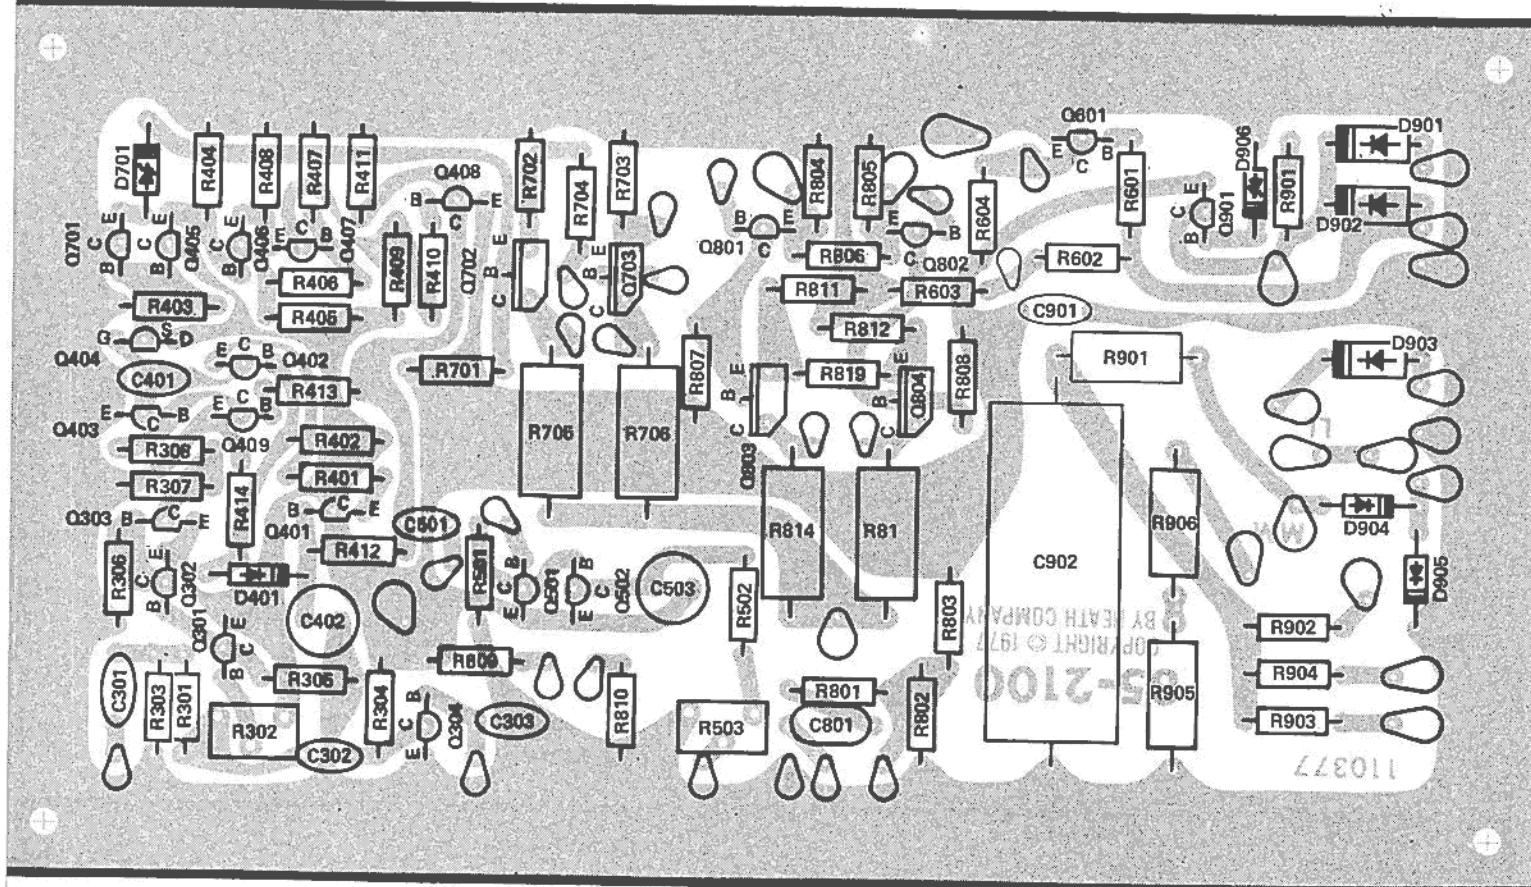 Q601
E
B
C
D901
D701
R404
R408
R407
R411
Q408
B
E
C
R702
R704
R703
R804
R805
R604
R601
D906
R901
E
C
B
Q901
D902
Q701
E
C
B
E
C
B
Q405
E
C
B
Q406
E
C
B
Q407
R409
R410
Q702
E
B
C
E
B
C
Q703
B
E
C
Q801
R806
B
C
Q802
R602
R403
R406
R405
R811
R603
C901
R812
G
S
D
Q404
E
C
B
Q402
C401
R413
R701
R807
R819
R808
R901
D903
E
B
C
E
B
C
Q804
E
B
C
Q403
E
C
B
Q409
R402
R705
R706
Q803
R308
R401
R307
R414
Q303
B
C
E
B
C
E
Q401
C501
R412
R814
R81
C902
R906
D904
D905
R306
E
C
B
Q302
D401
C402
R501
B
C
E
Q501
B
C
E
Q502
C503
R502
R803
BY HEATH COMPANY
COPYRIGHT © 1977
85-2100
R902
Q301
E
C
B
R305
R809
R904
R905
C301
R303
R301
R302
R304
B
C
E
Q304
C303
R810
R503
R801
C801
R802
R903
C302
110377